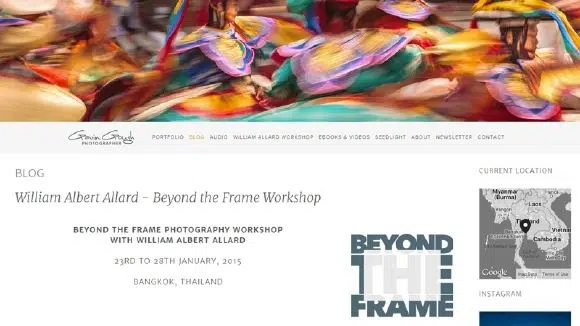 Gavin Gough
PHOTOGRAPHER
PORTFOLIO BLOG AUDIO WILLIAM ALLARD WORKSHOP EBOOKS & VIDEOS SEEDLIGHT ABOUT NEWSLETTER CONTACT
BLOG
William Albert Allard – Beyond the Frame Workshop
BEYOND THE FRAME PHOTOGRAPHY WORKSHOP
WITH WILLIAM ALBERT ALLARD
23RD TO 28TH JANUARY, 2015
BANGKOK, THAILAND
BEYOND
THE
FRAME
CURRENT LOCATION
Myanmar
(Burma)
Laos
Thailand
Vietnam
Cambodia
Google
Map Data Terms of Use
INSTAGRAM